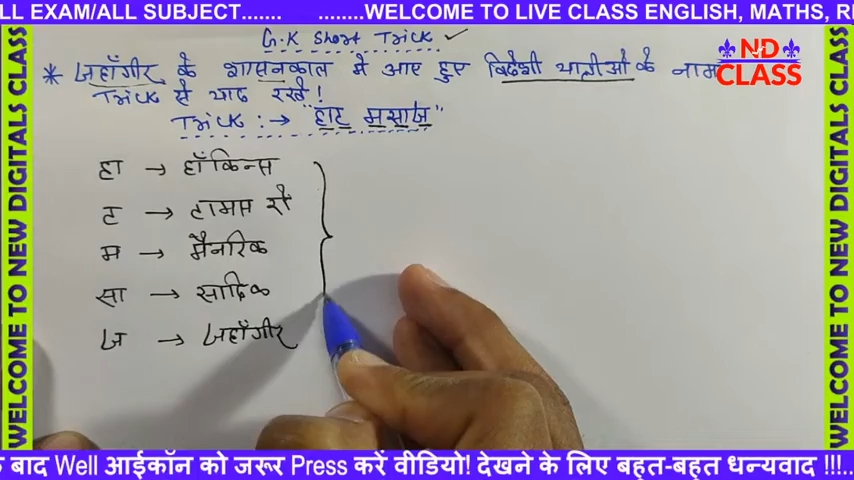 LL EXAM/ALL SUBJECT....... ........WELCOME TO LIVE CLASS ENGLISH, MATHS, RE
G.K Short Trick ✓
* जहाँगीर के शासनकाल मे आए हुए विदेशी यात्रीओ के नाम
Trick से याद रखे!
Trick :→ "हाट मसाज"
हा → हॉकिन्स
ट → टामस रो
म → मैनरिक
सा → सादिक
ज → जहाँगीर
ND
CLASS
WELCOME TO NEW DIGITALS CLASS
WELCOME TO NEW DIGITALS CLASS
के बाद Well आईकॉन को जरूर Press करें वीडियो! देखने के लिए बहुत-बहुत धन्यवाद !!!..